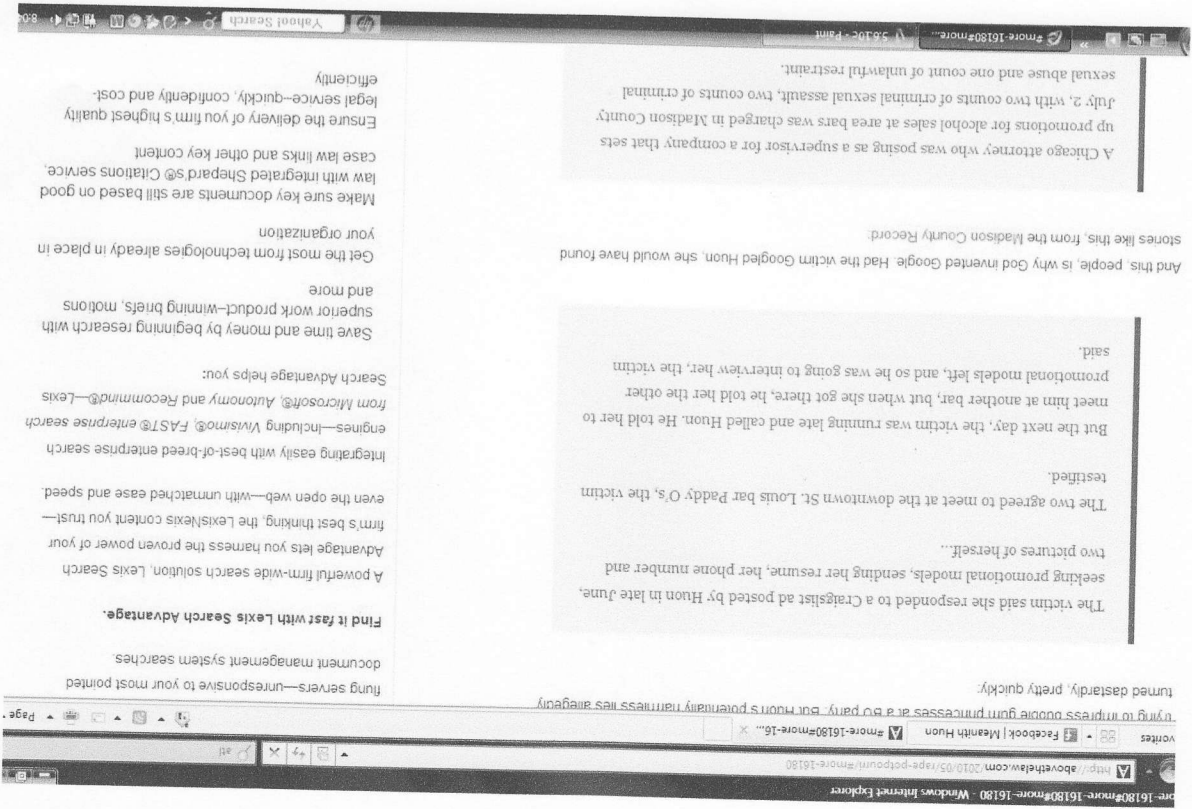 ore-16180#more-16180#more-16180 - Windows Internet Explorer
http://abovethelaw.com/2010/05/rape-potpourri/#more-16180
atl
vorites
Facebook | Meanith Huon
#more-16180#more-16...
Page
trying to impress bubble gum princesses at a BU party. But Huon's potentially harmless lies allegedly
turned dastardly, pretty quickly:
The victim said she responded to a Craigslist ad posted by Huon in late June,
seeking promotional models, sending her resume, her phone number and
two pictures of herself...
The two agreed to meet at the downtown St. Louis bar Paddy O's, the victim
testified.
But the next day, the victim was running late and called Huon. He told her to
meet him at another bar, but when she got there, he told her the other
promotional models left, and so he was going to interview her, the victim
said.
And this, people, is why God invented Google. Had the victim Googled Huon, she would have found
stories like this, from the Madison County Record:
A Chicago attorney who was posing as a supervisor for a company that sets
up promotions for alcohol sales at area bars was charged in Madison County
July 2, with two counts of criminal sexual assault, two counts of criminal
sexual abuse and one count of unlawful restraint.
flung servers—unresponsive to your most pointed
document management system searches.
Find it fast with Lexis Search Advantage.
A powerful firm-wide search solution, Lexis Search
Advantage lets you harness the proven power of your
firm's best thinking, the LexisNexis content you trust—
even the open web—with unmatched ease and speed.
Integrating easily with best-of-breed enterprise search
engines—including Vivisimo®, FAST® enterprise search
from Microsoft®, Autonomy and Recommind®—Lexis
Search Advantage helps you:
Save time and money by beginning research with
superior work product–winning briefs, motions
and more
Get the most from technologies already in place in
your organization
Make sure key documents are still based on good
law with integrated Shepard's® Citations service,
case law links and other key content
Ensure the delivery of you firm's highest quality
legal service--quickly, confidently and cost-
efficiently
#more-16180#more...
5.6.10c - Paint
Yahoo! Search
8:04